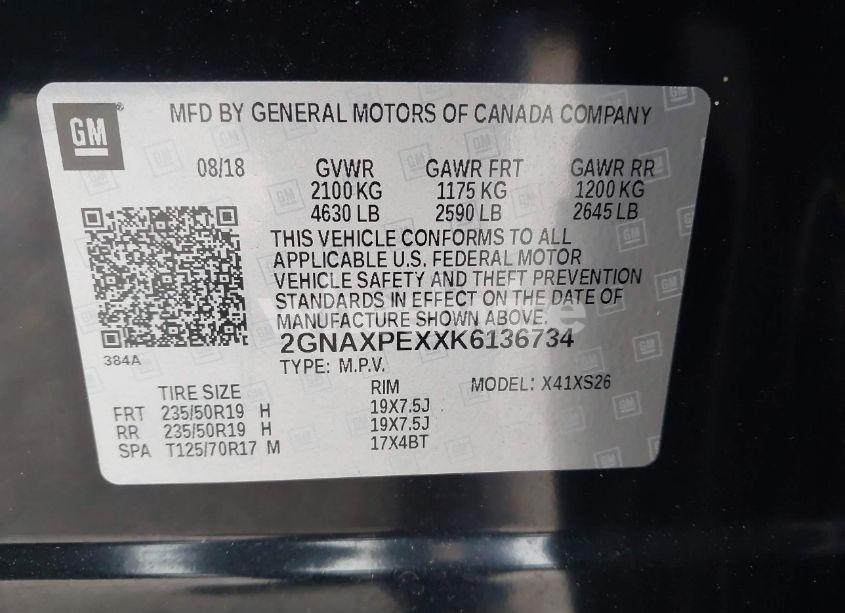 GM
MFD BY GENERAL MOTORS OF CANADA COMPANY
08/18 GVWR GAWR FRT GAWR RR
2100 KG 1175 KG 1200 KG
4630 LB 2590 LB 2645 LB
THIS VEHICLE CONFORMS TO ALL
APPLICABLE U.S. FEDERAL MOTOR
VEHICLE SAFETY AND THEFT PREVENTION
STANDARDS IN EFFECT ON THE DATE OF
MANUFACTURE SHOWN ABOVE.
2GNAXPEXXK6136734
384A
TYPE: M.P.V.
TIRE SIZE RIM MODEL: X41XS26
FRT 235/50R19 H 19X7.5J
RR 235/50R19 H 19X7.5J
SPA T125/70R17 M 17X4BT